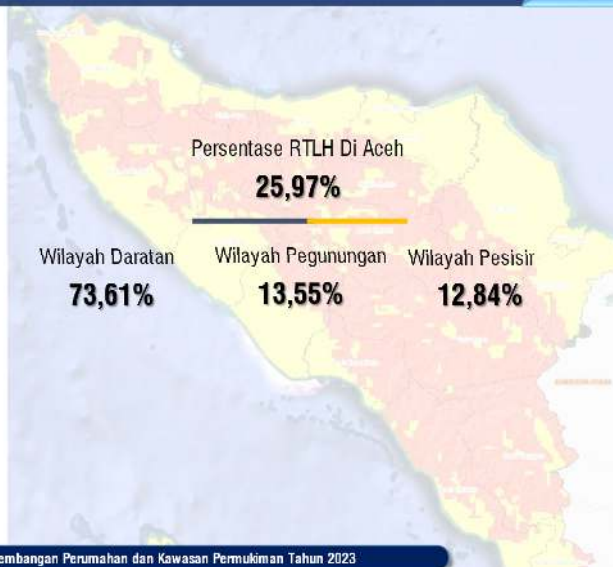 Persentase RTLH Di Aceh
25,97%
Wilayah Daratan
73,61%
Wilayah Pegunungan
13,55%
Wilayah Pesisir
12,84%
embangan Perumahan dan Kawasan Permukiman Tahun 2023